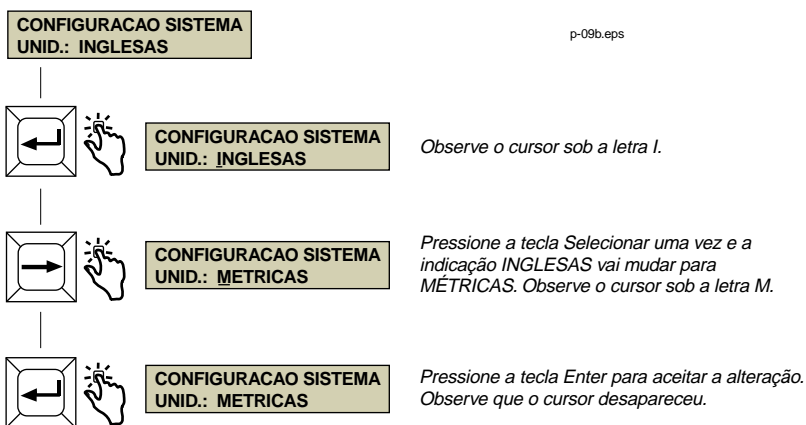 CONFIGURACAO SISTEMA
UNID.: INGLESAS
p-09b.eps
CONFIGURACAO SISTEMA
UNID.: INGLESAS
Observe o cursor sob a letra I.
CONFIGURACAO SISTEMA
UNID.: METRICAS
Pressione a tecla Selecionar uma vez e a
indicação INGLESAS vai mudar para
MÉTRICAS. Observe o cursor sob a letra M.
CONFIGURACAO SISTEMA
UNID.: METRICAS
Pressione a tecla Enter para aceitar a alteração.
Observe que o cursor desapareceu.